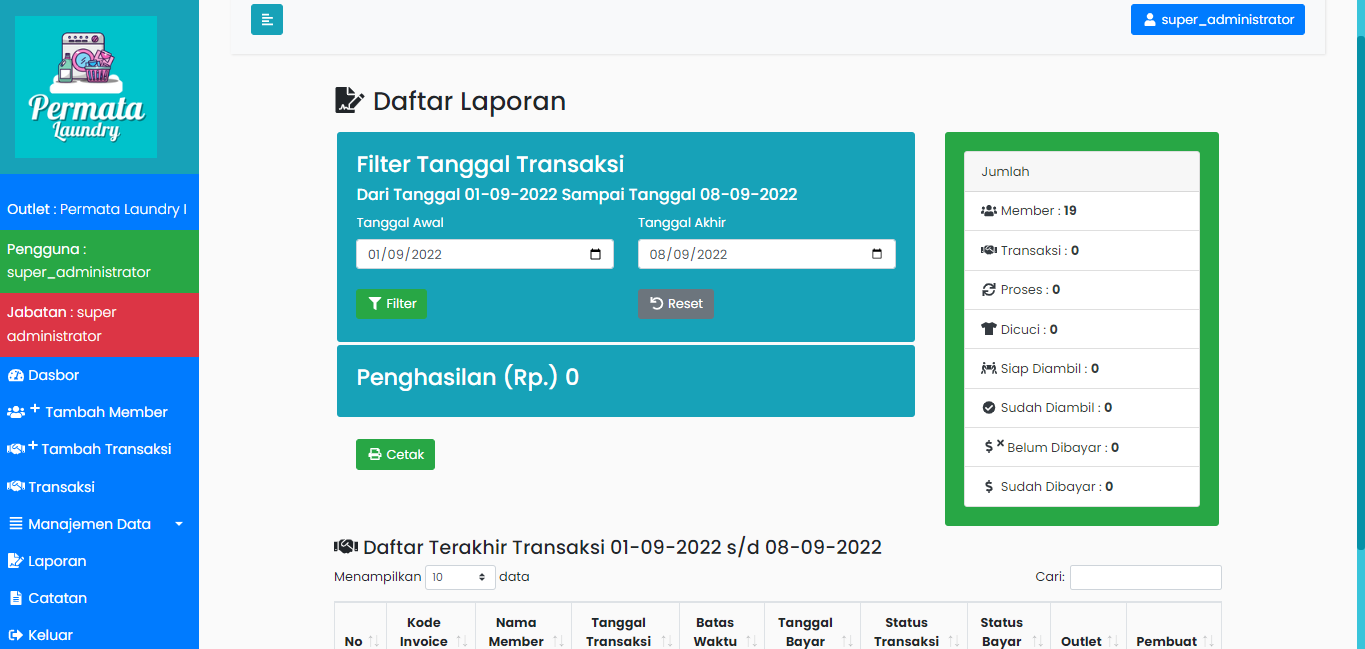 Permata
Laundry
Outlet : Permata Laundry I
Pengguna :
super_administrator
Jabatan : super
administrator
Dasbor
Tambah Member
Tambah Transaksi
Transaksi
Manajemen Data
Laporan
Catatan
Keluar
super_administrator
Daftar Laporan
Filter Tanggal Transaksi
Dari Tanggal 01-09-2022 Sampai Tanggal 08-09-2022
Tanggal Awal Tanggal Akhir
01/09/2022 08/09/2022
Filter Reset
Penghasilan (Rp.) 0
Cetak
Jumlah
Member : 19
Transaksi : 0
Proses : 0
Dicuci : 0
Siap Diambil : 0
Sudah Diambil : 0
Belum Dibayar : 0
Sudah Dibayar : 0
Daftar Terakhir Transaksi 01-09-2022 s/d 08-09-2022
Menampilkan 10 data Cari:
Kode Nama Tanggal Batas Tanggal Status Status
No Invoice Member Transaksi Waktu Bayar Transaksi Bayar Outlet Pembuat